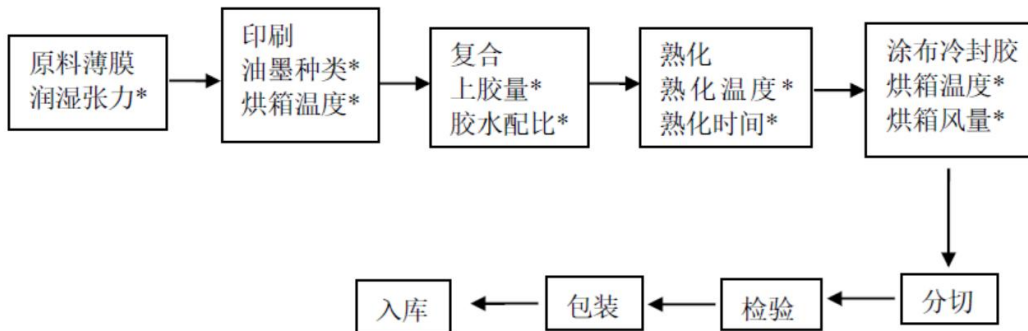 原料薄膜
润湿张力*
印刷
油墨种类*
烘箱温度*
复合
上胶量*
胶水配比*
熟化
熟化温度*
熟化时间*
涂布冷封胶
烘箱温度*
烘箱风量*
分切
检验
包装
入库